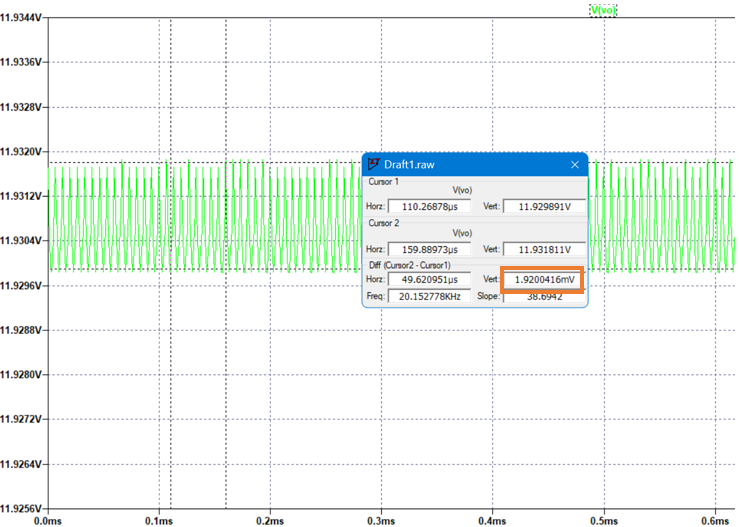 V(vo)
11.9344V
11.9336V
11.9328V
11.9320V
11.9312V
11.9304V
11.9296V
11.9288V
11.9280V
11.9272V
11.9264V
11.9256V
0.0ms 0.1ms 0.2ms 0.3ms 0.4ms 0.5ms 0.6ms
Draft1.raw
Cursor 1
V(vo)
Horz: 110.26878µs Vert: 11.929891V
Cursor 2
V(vo)
Horz: 159.88973µs Vert: 11.931811V
Diff (Cursor2 - Cursor1)
Horz: 49.620951µs Vert: 1.9200416mV
Freq: 20.152778KHz Slope: 38.6942